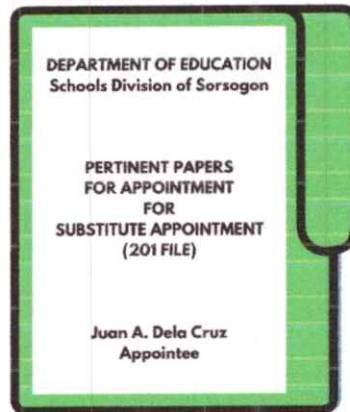 DEPARTMENT OF EDUCATION
Schools Division of Sorsogon
PERTINENT PAPERS
FOR APPOINTMENT
FOR
SUBSTITUTE APPOINTMENT
(201 FILE)
Juan A. Dela Cruz
Appointee